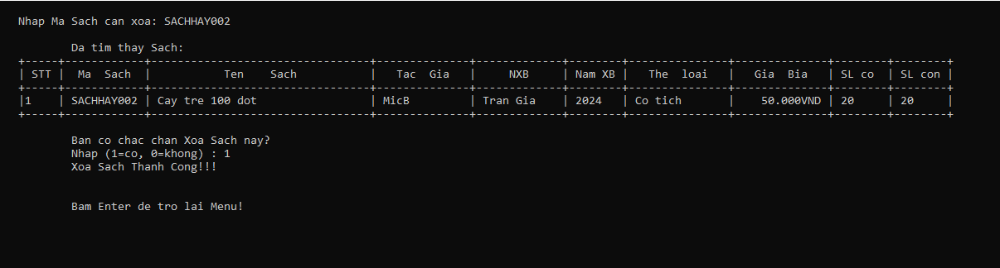 Nhap Ma Sach can xoa: SACHHAY002
Da tim thay Sach:
+-----+------------+---------------------------------+--------------+-------------+--------+---------------+--------------+--------+--------+
| STT |  Ma  Sach  |           Ten    Sach           |   Tac  Gia   |     NXB     | Nam XB |   The  loai   |   Gia  Bia   | SL co  | SL con |
+-----+------------+---------------------------------+--------------+-------------+--------+---------------+--------------+--------+--------+
|1    | SACHHAY002 | Cay tre 100 dot                 | MicB         | Tran Gia    | 2024   | Co tich       |    50.000VND | 20     | 20     |
+-----+------------+---------------------------------+--------------+-------------+--------+---------------+--------------+--------+--------+
Ban co chac chan Xoa Sach nay?
Nhap (1=co, 0=khong) : 1
Xoa Sach Thanh Cong!!!
Bam Enter de tro lai Menu!